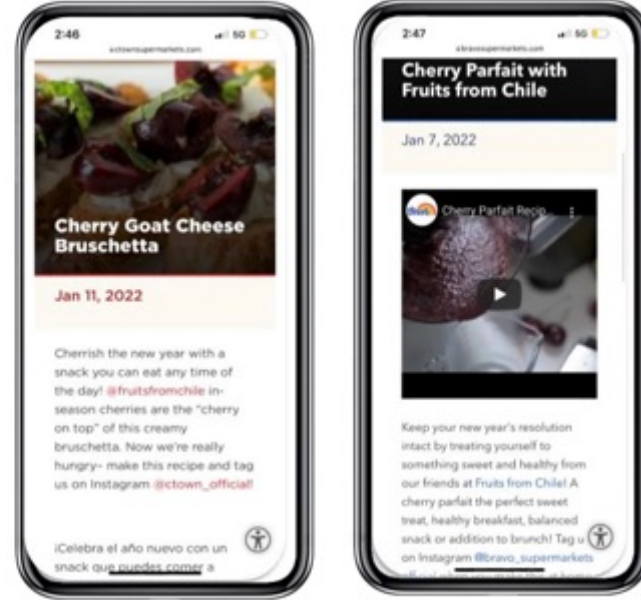 2:46
5G
ctownsupermarkets.com
Cherry Goat Cheese
Bruschetta
Jan 11, 2022
Cherrish the new year with a
snack you can eat any time of
the day! @fruitsfromchile in-
season cherries are the "cherry
on top" of this creamy
bruschetta. Now we're really
hungry- make this recipe and tag
us on Instagram @ctown_official!
¡Celebra el año nuevo con un
snack que puedes comer a
2:47
5G
bravosupermarkets.com
Cherry Parfait with
Fruits from Chile
Jan 7, 2022
Cherry Parfait Recip...
Keep your new year's resolution
intact by treating yourself to
something sweet and healthy from
our friends at Fruits from Chile! A
cherry parfait the perfect sweet
treat, healthy breakfast, balanced
snack or addition to brunch! Tag u
on Instagram @bravo_supermarkets